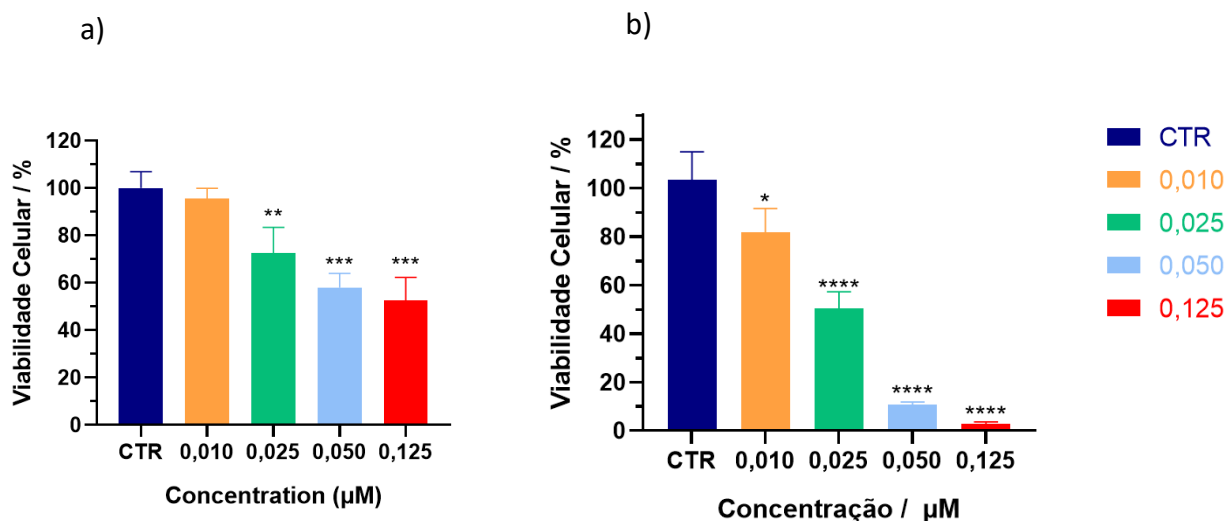 a)
Viabilidade Celular / %
120
100
80
60
40
20
0
**
***
***
CTR 0,010 0,025 0,050 0,125
Concentration (µM)
b)
Viabilidade Celular / %
120
100
80
60
40
20
0
*
****
****
****
CTR 0,010 0,025 0,050 0,125
Concentração / µM
CTR
0,010
0,025
0,050
0,125